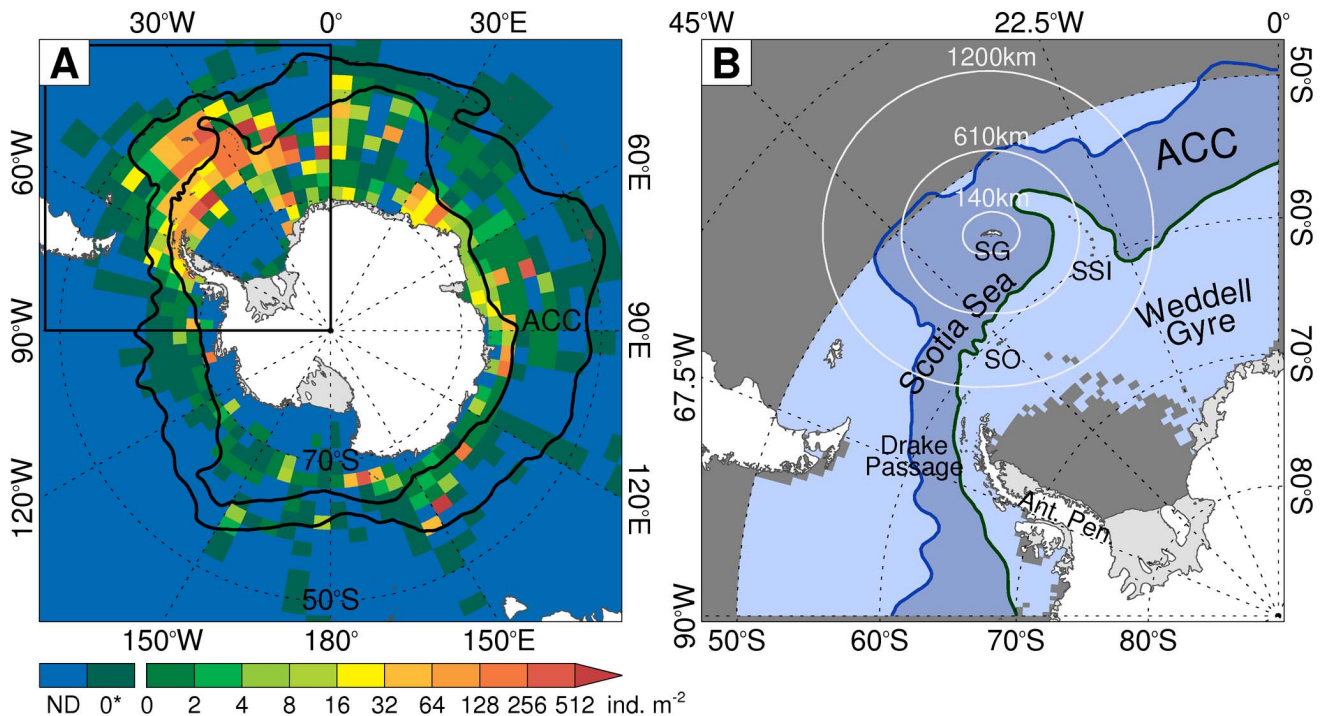 30°W 0° 30°E
A
60°W
60°E
90°W
ACC
90°E
120°W
70°S
120°E
50°S
150°W 180° 150°E
ND 0* 0 2 4 8 16 32 64 128 256 512 ind. m⁻²
45°W 22.5°W 0°
B
1200km
50°S
ACC
610km
140km
60°S
SG
SSI
Scotia Sea
Weddell
Gyre
67.5°W
SO
70°S
Drake
Passage
80°S
Ant. Pen.
90°W 50°S 60°S 70°S 80°S